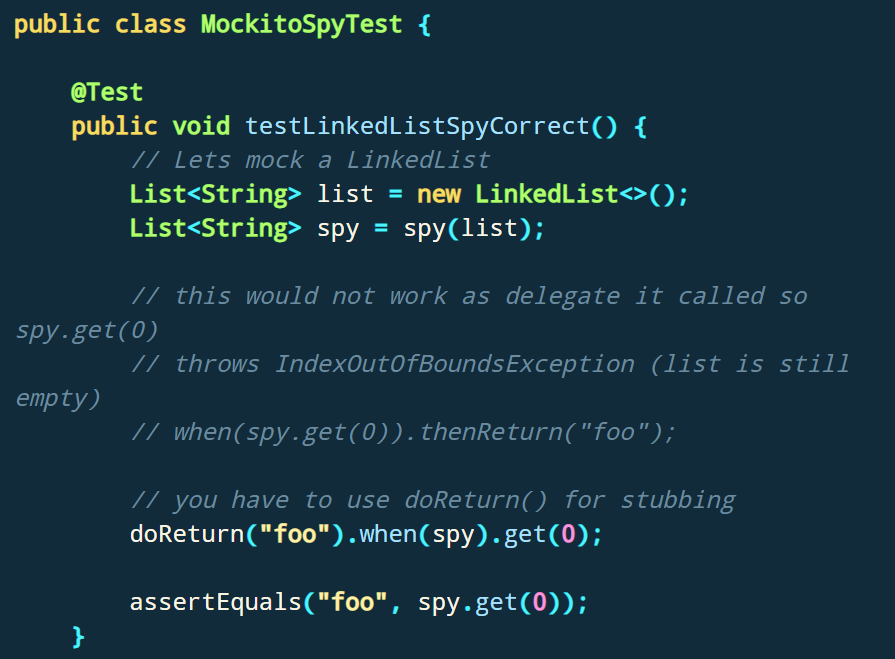 public class MockitoSpyTest {
@Test
public void testLinkedListSpyCorrect() {
// Lets mock a LinkedList
List<String> list = new LinkedList<>();
List<String> spy = spy(list);
// this would not work as delegate it called so
spy.get(0)
// throws IndexOutOfBoundsException (list is still
empty)
// when(spy.get(0)).thenReturn("foo");
// you have to use doReturn() for stubbing
doReturn("foo").when(spy).get(0);
assertEquals("foo", spy.get(0));
}